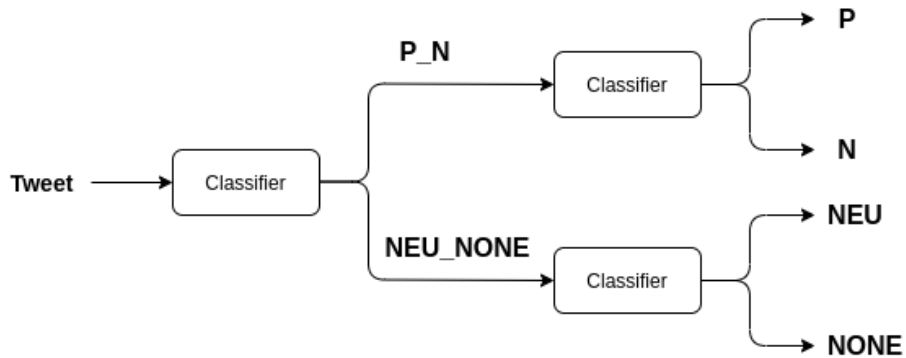 P
P_N
Classifier
N
Tweet
Classifier
NEU
NEU_NONE
Classifier
NONE